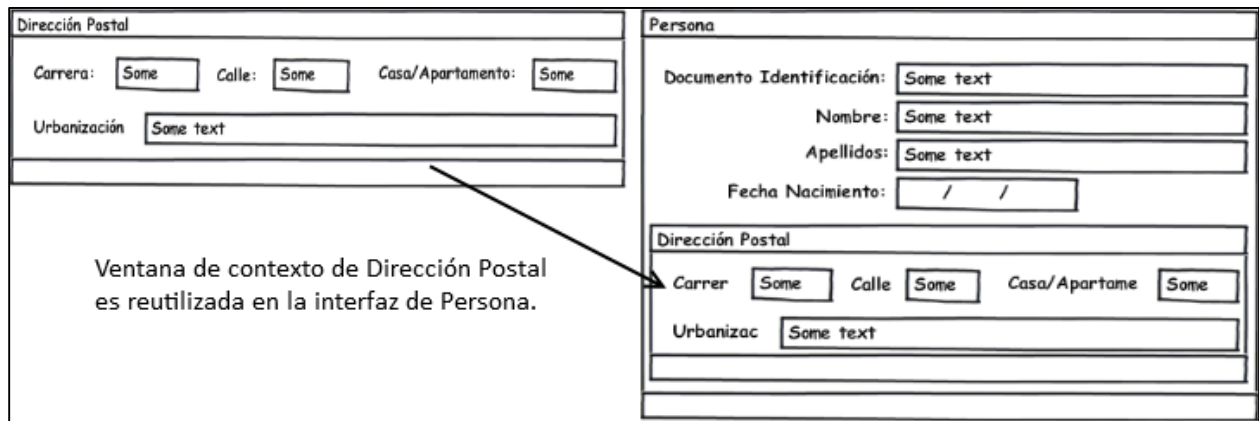 Dirección Postal
Carrera: Some Calle: Some Casa/Apartamento: Some
Urbanización Some text
Ventana de contexto de Dirección Postal
es reutilizada en la interfaz de Persona.
Persona
Documento Identificación: Some text
Nombre: Some text
Apellidos: Some text
Fecha Nacimiento: / /
Dirección Postal
Carrer Some Calle Some Casa/Apartame Some
Urbanizac Some text